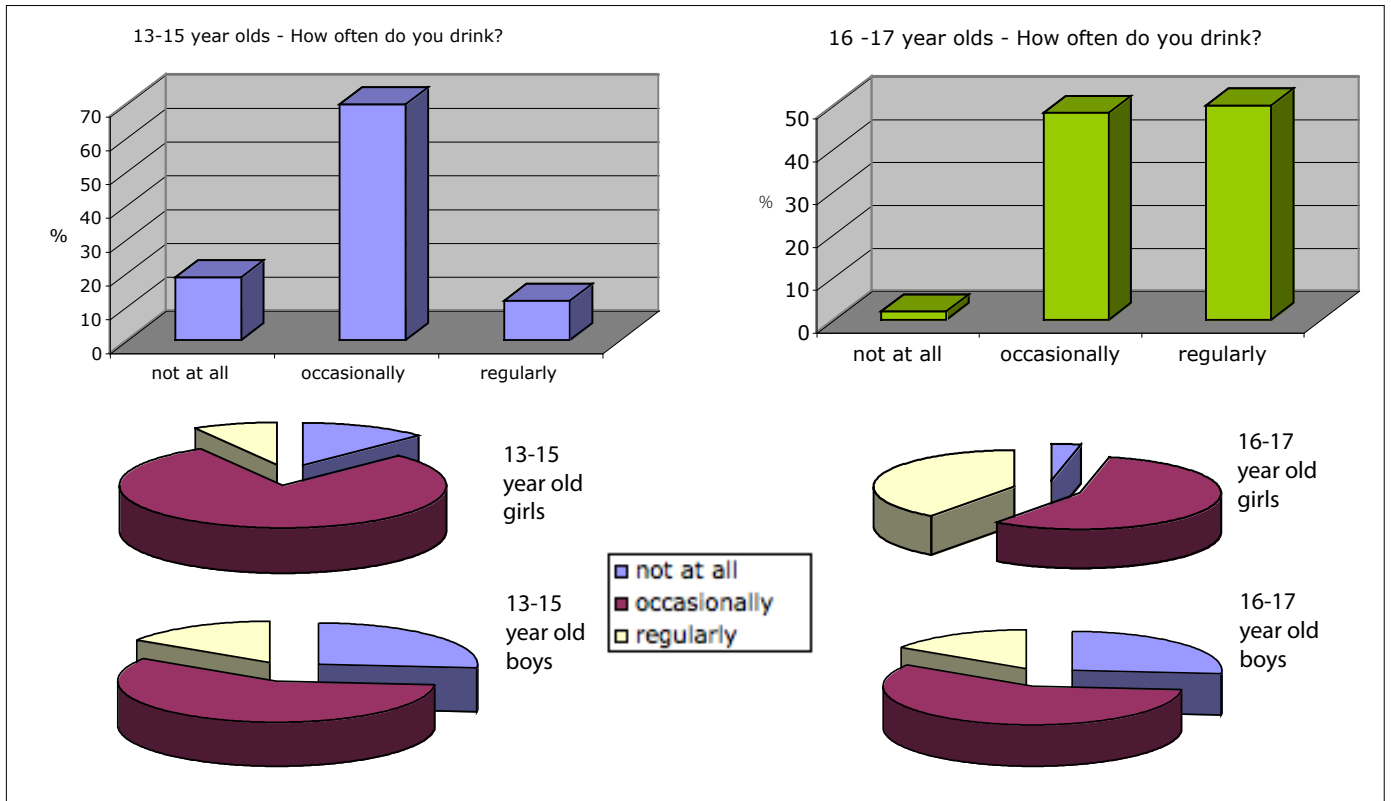 13-15 year olds - How often do you drink?
70
60
50
40
30
20
10
0
%
not at all
occasionally
regularly
16 -17 year olds - How often do you drink?
50
40
30
20
10
0
%
not at all
occasionally
regularly
13-15
year old
girls
16-17
year old
girls
not at all
occasionally
regularly
13-15
year old
boys
16-17
year old
boys